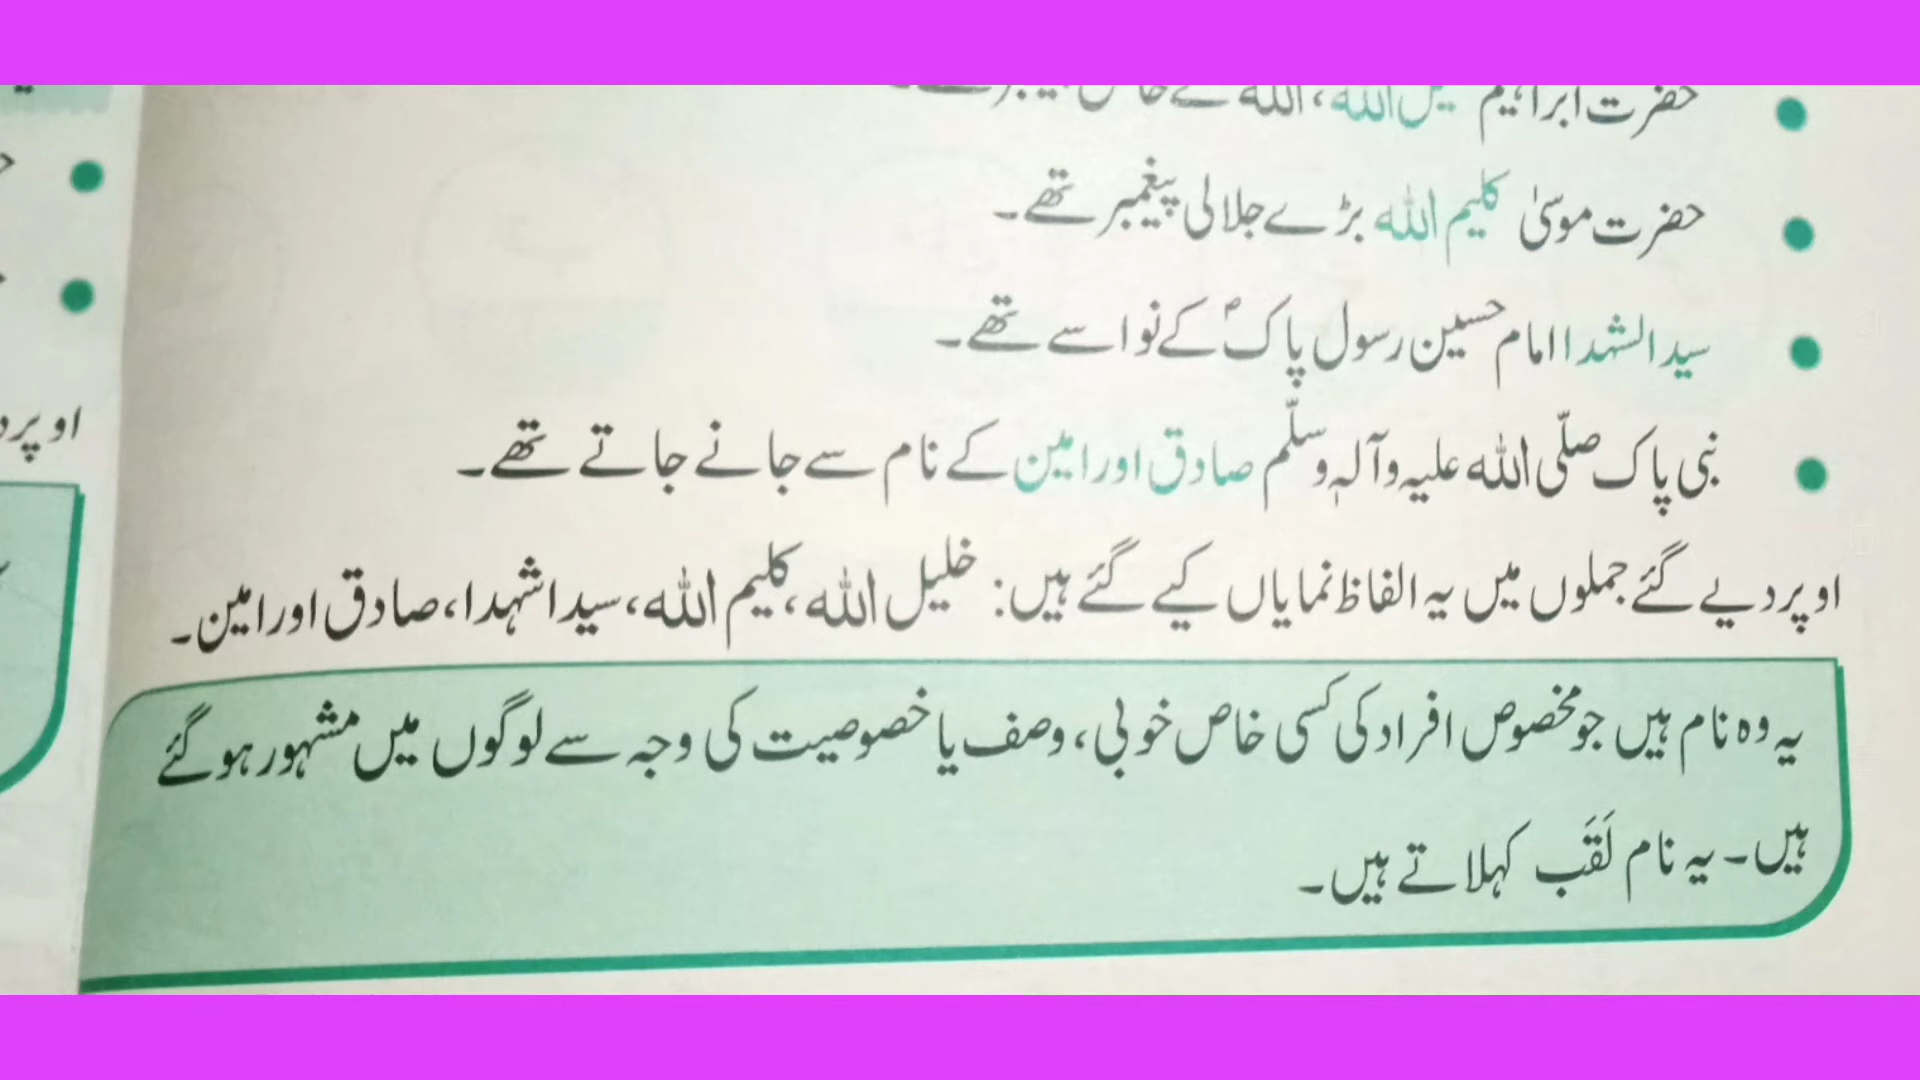 حضرت ابراہیم
حضرت موسیٰ کلیم اللہ بڑے جلالی پیغمبر تھے۔
سید الشہدا امام حسین رسول پاکؐ کے نواسے تھے۔
نبی پاک صلّی اللہ علیہ وآلہٖ وسلّم صادق اور امین کے نام سے جانے جاتے تھے۔
اوپر دیے گئے جملوں میں یہ الفاظ نمایاں کیے گئے ہیں: خلیل اللہ، کلیم اللہ، سید اشہدا، صادق اور امین۔
یہ وہ نام ہیں جو مخصوص افراد کی کسی خاص خوبی، وصف یا خصوصیت کی وجہ سے لوگوں میں مشہور ہو گئے
ہیں۔ یہ نام لَقَب کہلاتے ہیں۔